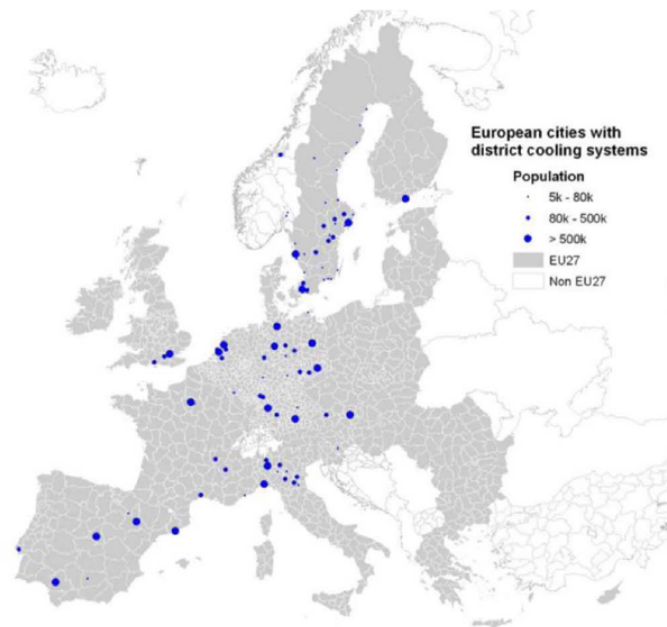 European cities with
district cooling systems
Population
5k - 80k
80k - 500k
> 500k
EU27
Non EU27